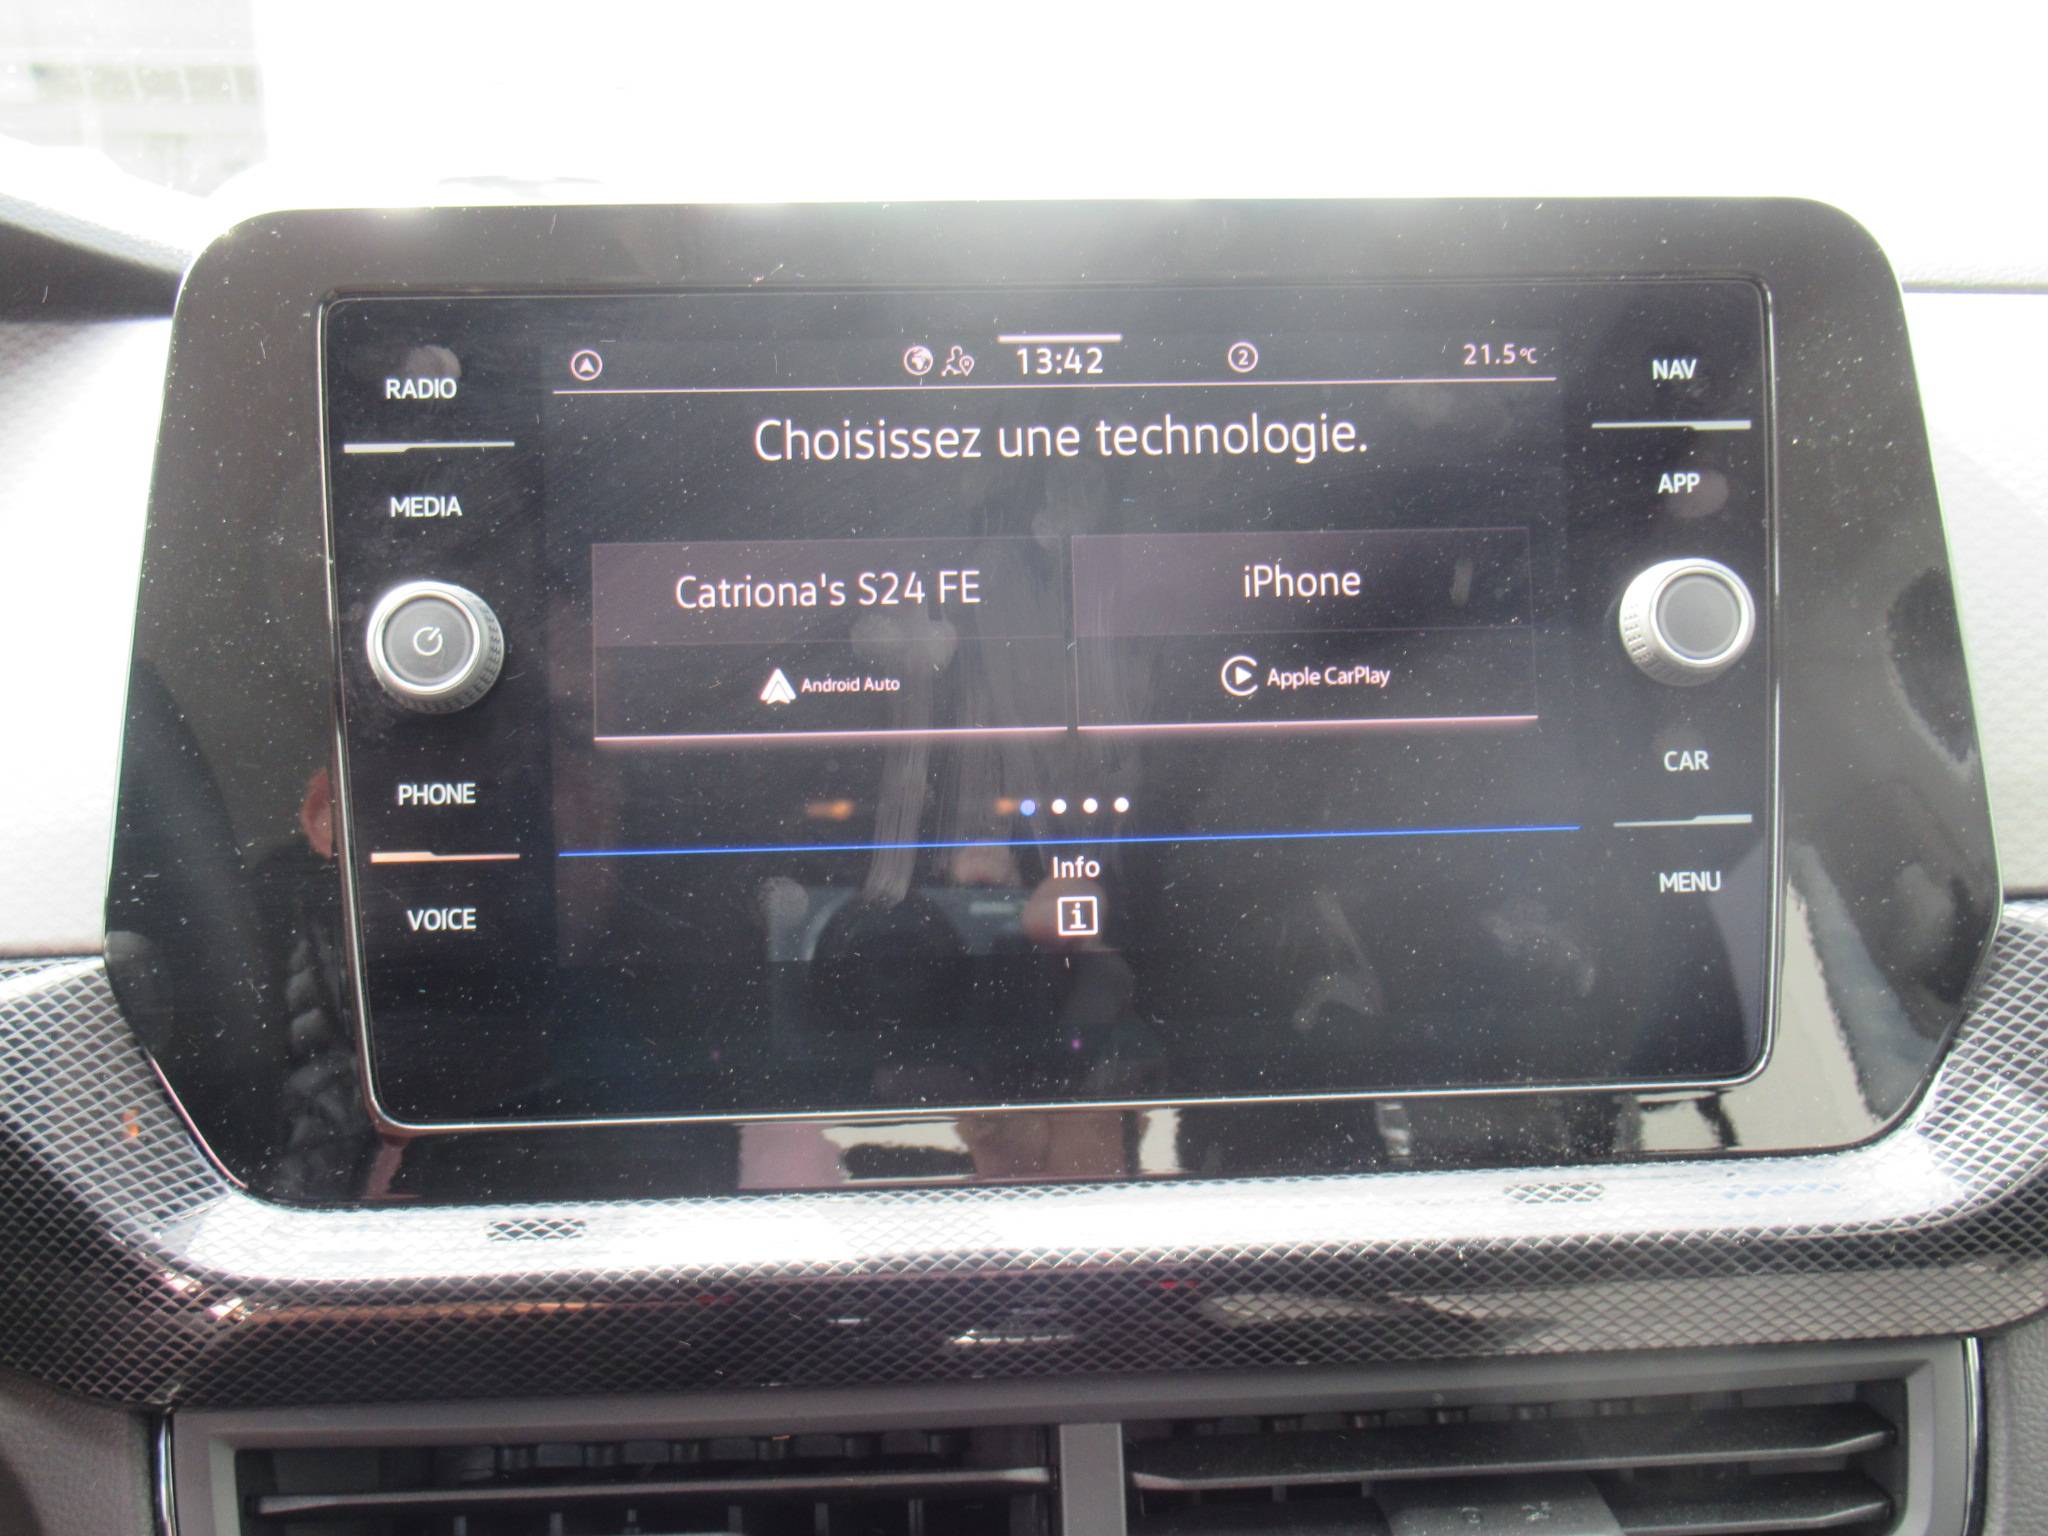 13:42
2
21.5°C
RADIO
NAV
Choisissez une technologie.
MEDIA
APP
Catriona's S24 FE
iPhone
Android Auto
Apple CarPlay
PHONE
CAR
Info
i
VOICE
MENU